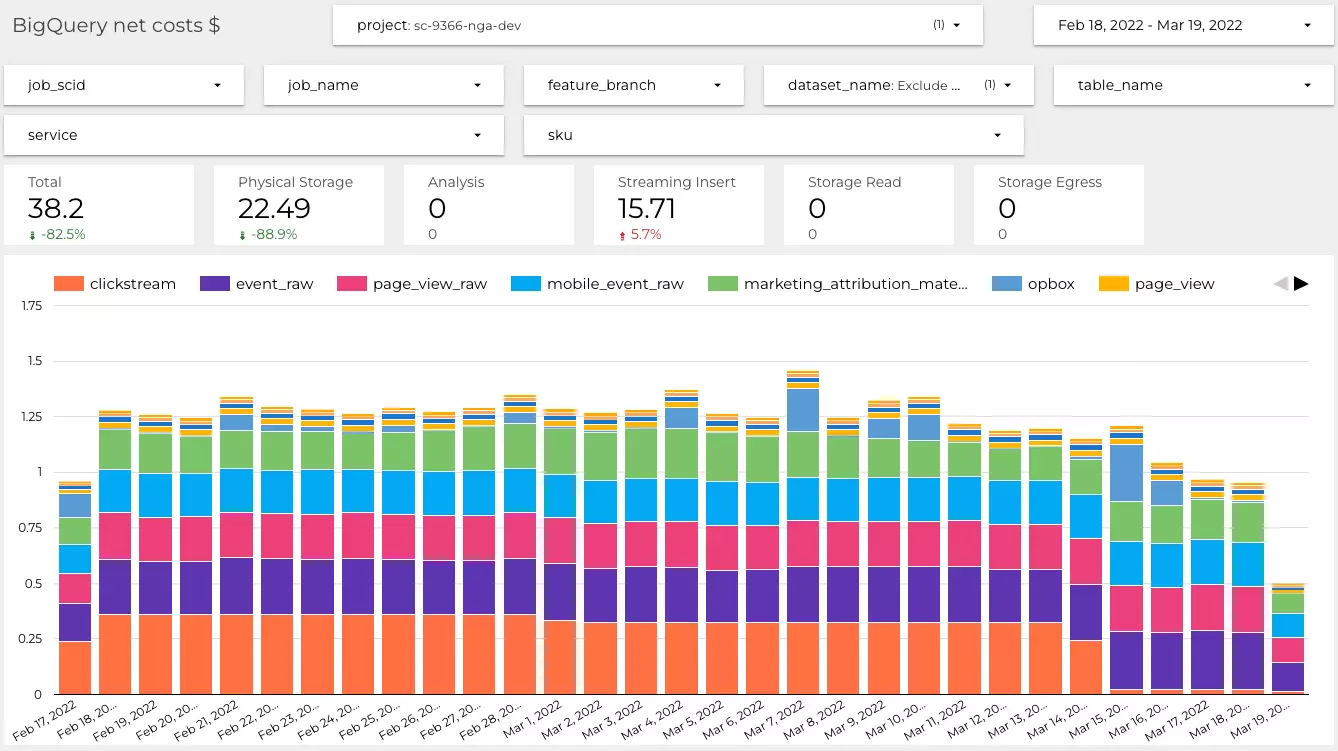 BigQuery net costs $
project: sc-9366-nga-dev (1)
Feb 18, 2022 - Mar 19, 2022
job_scid
job_name
feature_branch
dataset_name: Exclude ... (1)
table_name
service
sku
Total
38.2
-82.5%
Physical Storage
22.49
-88.9%
Analysis
0
0
Streaming Insert
15.71
5.7%
Storage Read
0
0
Storage Egress
0
0
clickstream
event_raw
page_view_raw
mobile_event_raw
marketing_attribution_mate...
opbox
page_view
1.75
1.5
1.25
1
0.75
0.5
0.25
0
Feb 17, 2022
Feb 18, 20...
Feb 19, 2022
Feb 20, 20...
Feb 21, 2022
Feb 22, 20...
Feb 23, 20...
Feb 24, 20...
Feb 25, 20...
Feb 26, 20...
Feb 27, 20...
Feb 28, 20...
Mar 1, 2022
Mar 2, 2022
Mar 3, 2022
Mar 4, 2022
Mar 5, 2022
Mar 6, 2022
Mar 7, 2022
Mar 8, 2022
Mar 9, 2022
Mar 10, 20...
Mar 11, 2022
Mar 12, 20...
Mar 13, 20...
Mar 14, 20...
Mar 15, 20...
Mar 16, 20...
Mar 17, 2022
Mar 18, 20...
Mar 19, 20...